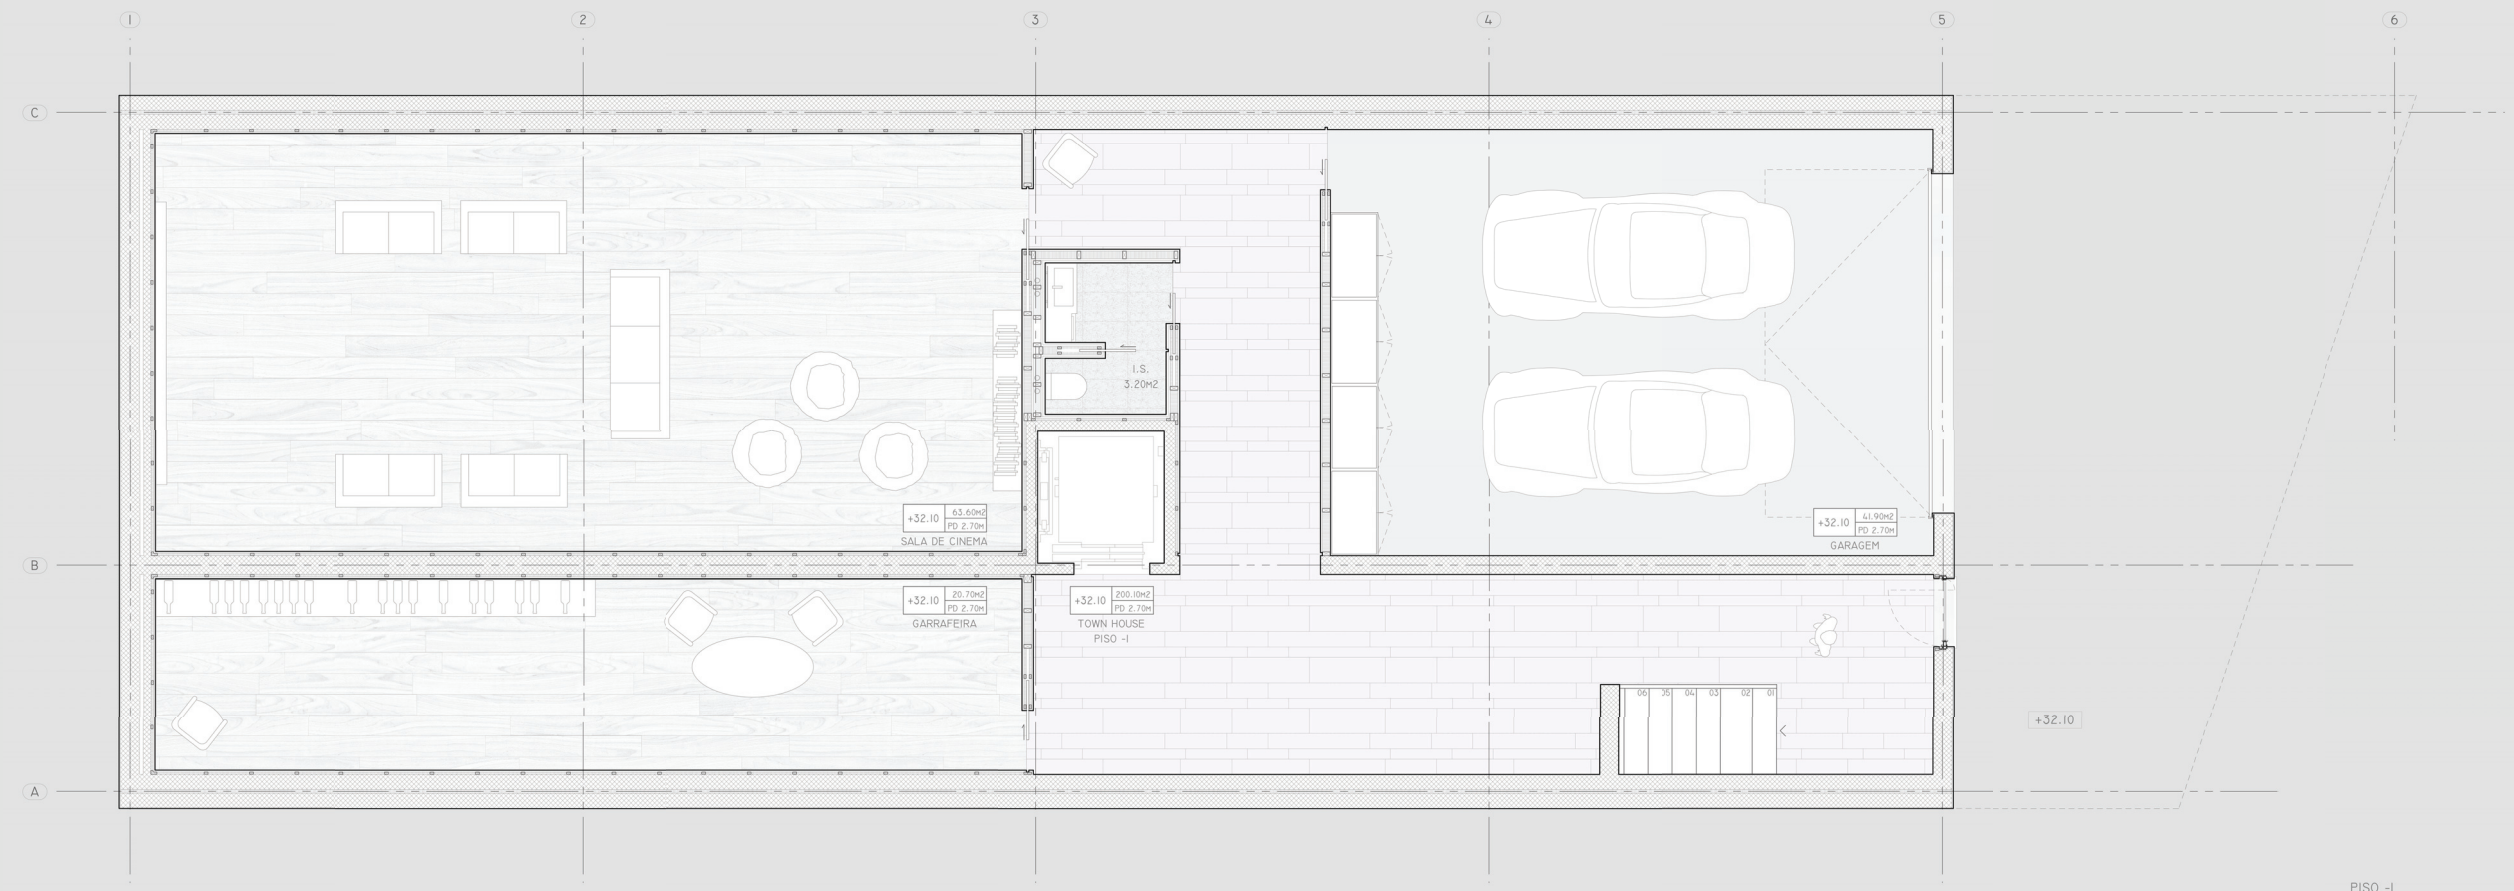 1 2 3 4 5 6
C
I.S.
3.20M2
+32.10 63.60M2
PD 2.70M
SALA DE CINEMA
+32.10 41.90M2
PD 2.70M
GARAGEM
B
+32.10 20.70M2
PD 2.70M
GARRAFEIRA
+32.10 200.10M2
PD 2.70M
TOWN HOUSE
PISO -1
06 05 04 03 02 01
+32.10
A
PISO -1